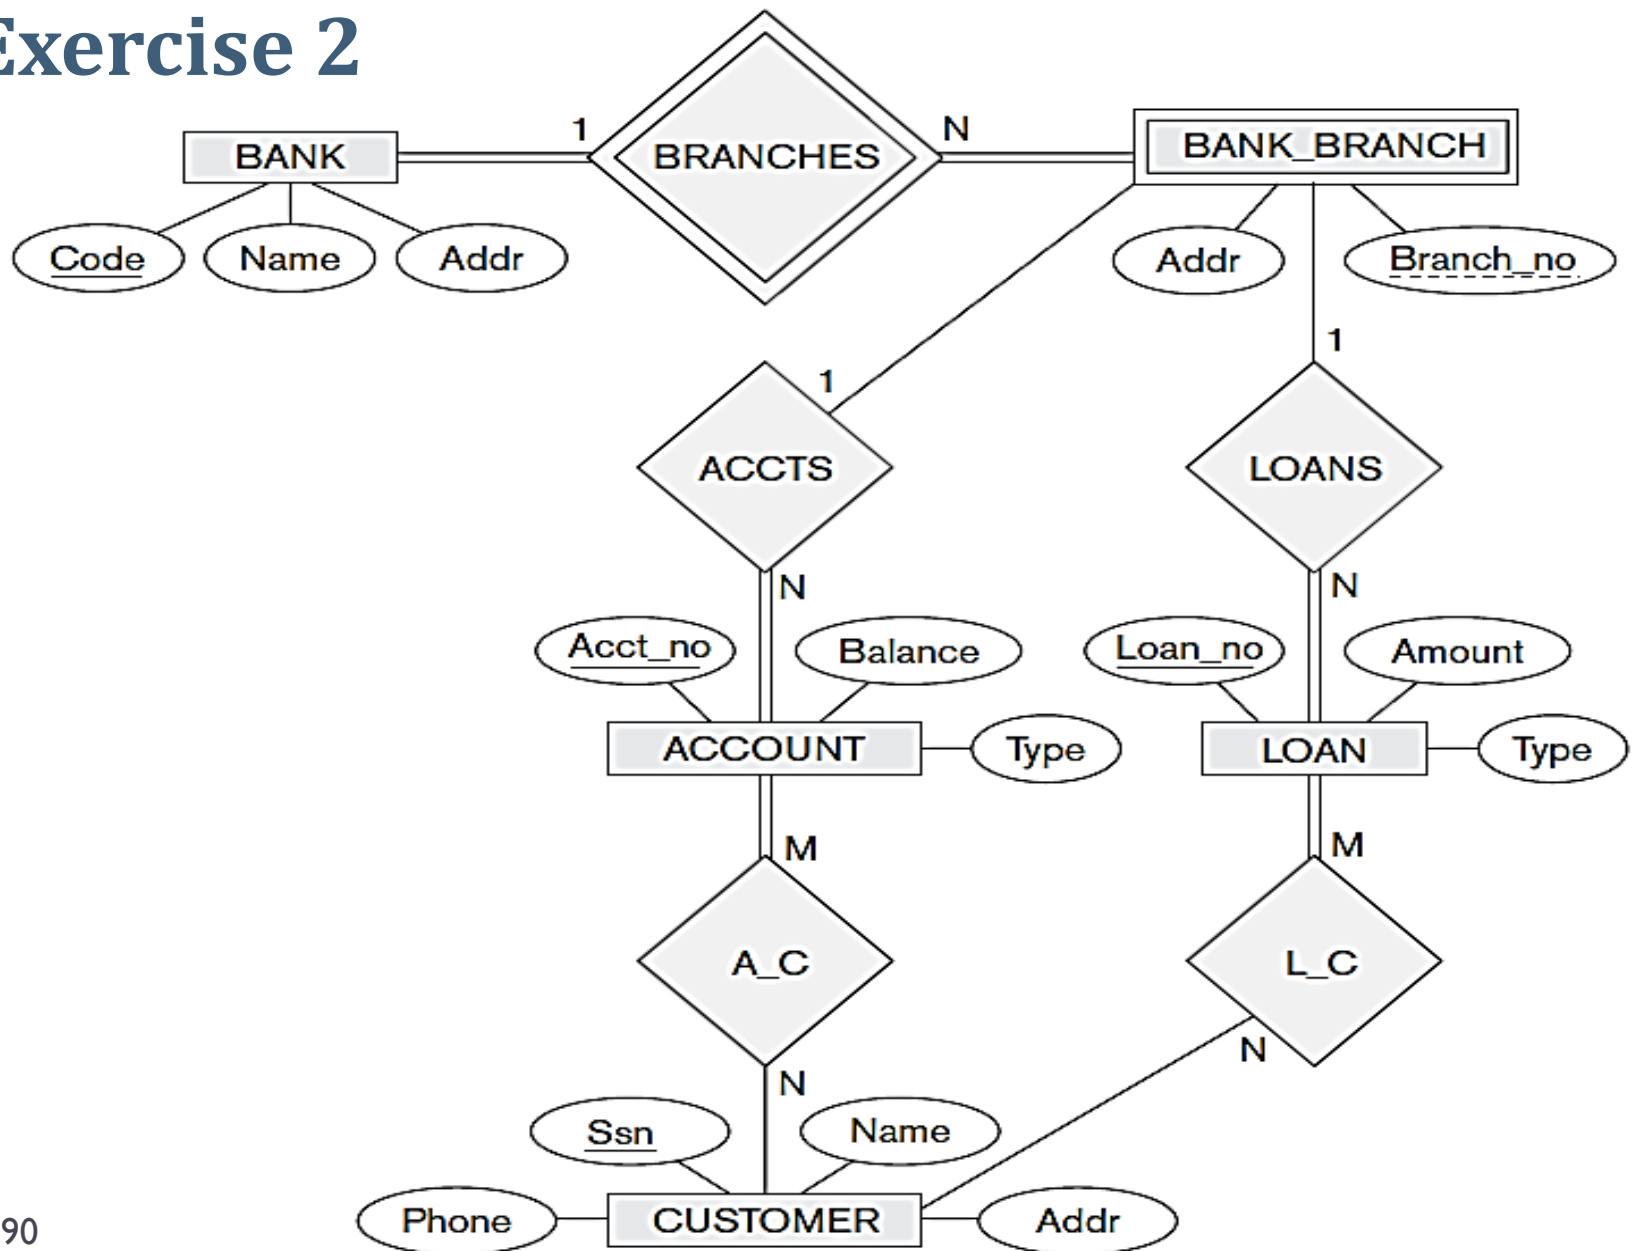 Exercise 2
1
N
BANK
BRANCHES
BANK_BRANCH
Code
Name
Addr
Addr
Branch_no
1
1
ACCTS
LOANS
N
N
Acct_no
Balance
Loan_no
Amount
ACCOUNT
Type
LOAN
Type
M
M
A_C
L_C
N
N
Ssn
Name
Phone
CUSTOMER
Addr
90